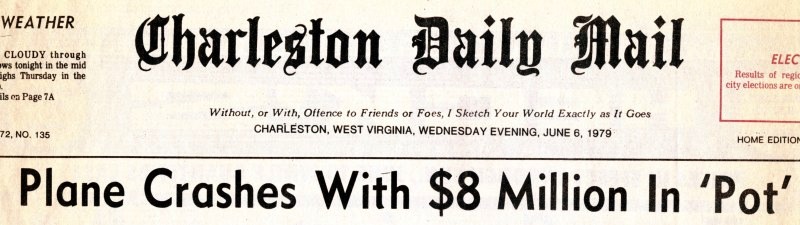 WEATHER
CLOUDY through
ows tonight in the mid
ighs Thursday in the
ils on Page 7A
72, NO. 135
Charleston Daily Mail
Without, or With, Offence to Friends or Foes, I Sketch Your World Exactly as It Goes
CHARLESTON, WEST VIRGINIA, WEDNESDAY EVENING, JUNE 6, 1979
ELEC
Results of regio
city elections are on
HOME EDITION
Plane Crashes With $8 Million In 'Pot'